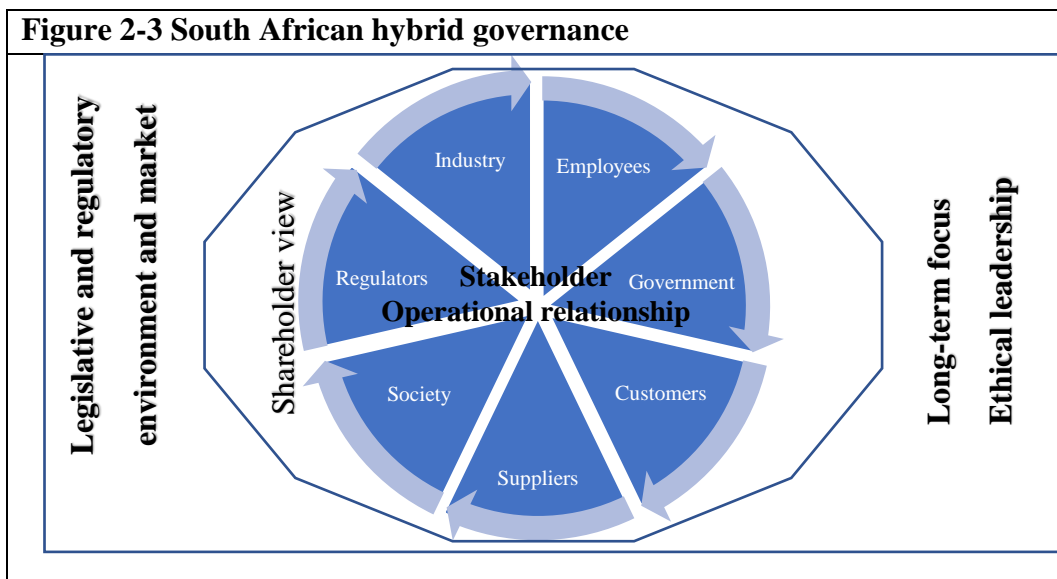 Figure 2-3 South African hybrid governance
Legislative and regulatory
environment and market
Shareholder view
Industry
Employees
Regulators
Government
Stakeholder
Operational relationship
Society
Customers
Suppliers
Long-term focus
Ethical leadership